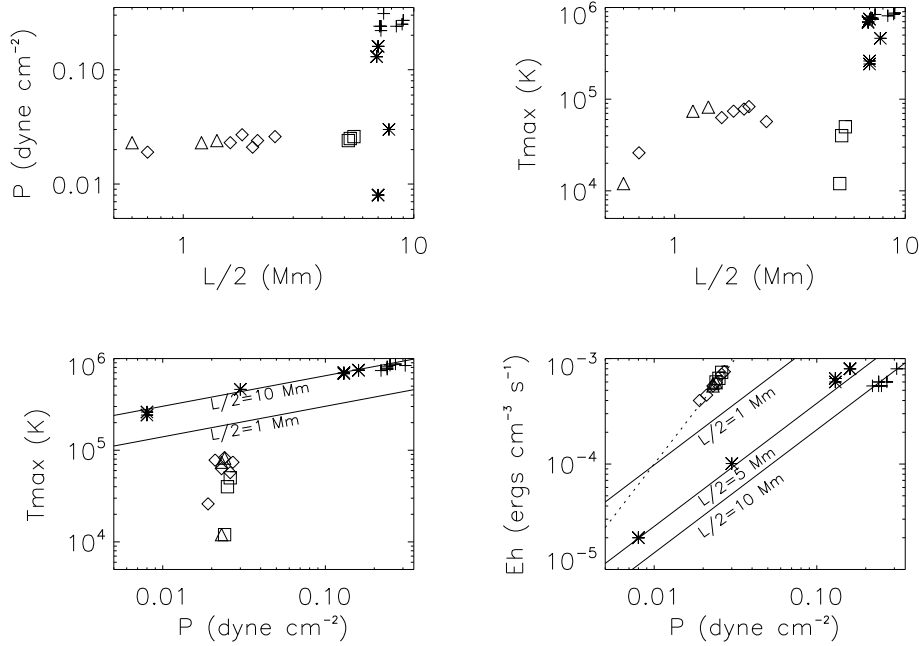 P (dyne cm⁻²)
0.10
0.01
1
10
L/2 (Mm)
Tmax (K)
10⁶
10⁵
10⁴
1
10
L/2 (Mm)
Tmax (K)
10⁶
10⁵
10⁴
L/2=10 Mm
L/2=1 Mm
0.01
0.10
P (dyne cm⁻²)
Eh (ergs cm⁻³ s⁻¹)
10⁻³
10⁻⁴
10⁻⁵
L/2=1 Mm
L/2=5 Mm
L/2=10 Mm
0.01
0.10
P (dyne cm⁻²)